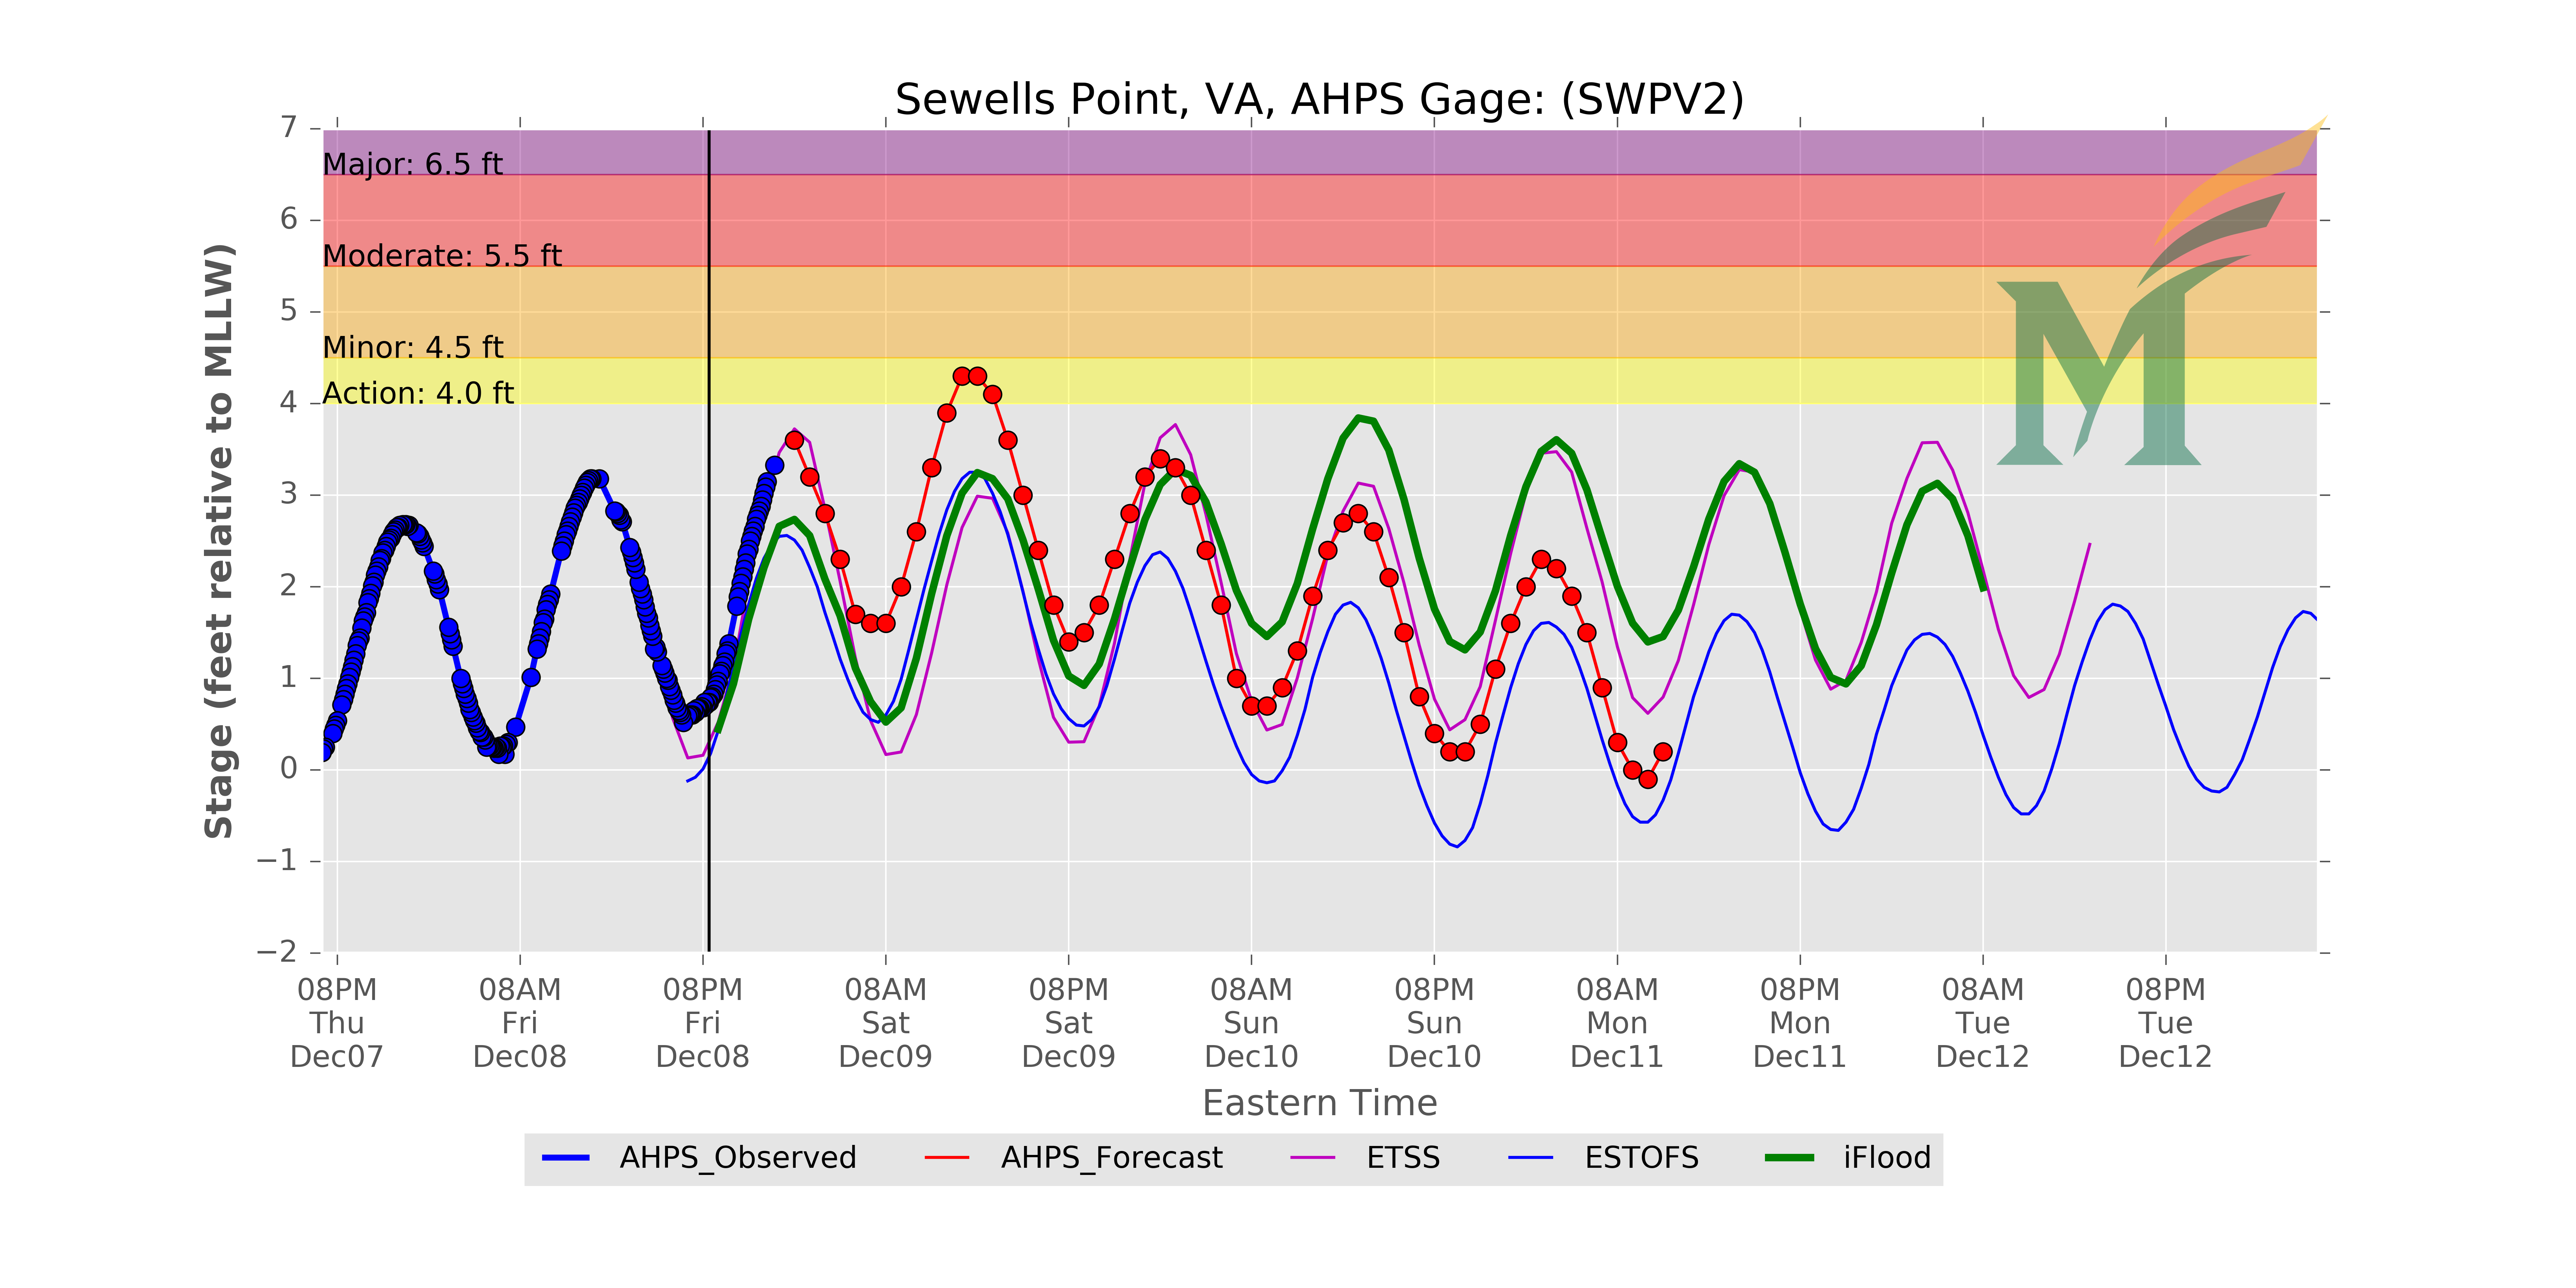 Sewells Point, VA, AHPS Gage: (SWPV2)
7
6
5
4
3
2
1
0
−1
−2
Stage (feet relative to MLLW)
Major: 6.5 ft
Moderate: 5.5 ft
Minor: 4.5 ft
Action: 4.0 ft
M
08PM 08AM 08PM 08AM 08PM 08AM 08PM 08AM 08PM 08AM 08PM
Thu Fri Fri Sat Sat Sun Sun Mon Mon Tue Tue
Dec07 Dec08 Dec08 Dec09 Dec09 Dec10 Dec10 Dec11 Dec11 Dec12 Dec12
Eastern Time
AHPS_Observed AHPS_Forecast ETSS ESTOFS iFlood